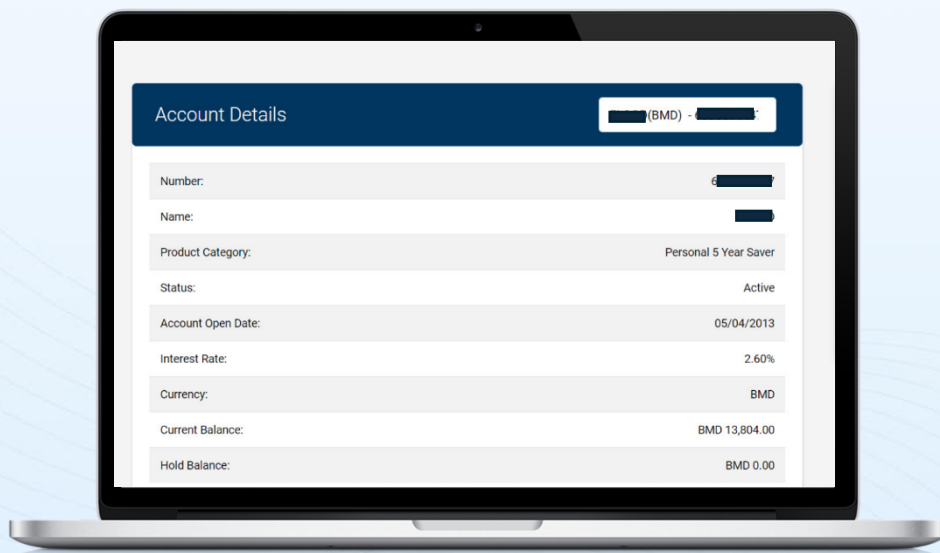 Account Details
(BMD) -
Number:
Name:
Product Category: Personal 5 Year Saver
Status: Active
Account Open Date: 05/04/2013
Interest Rate: 2.60%
Currency: BMD
Current Balance: BMD 13,804.00
Hold Balance: BMD 0.00